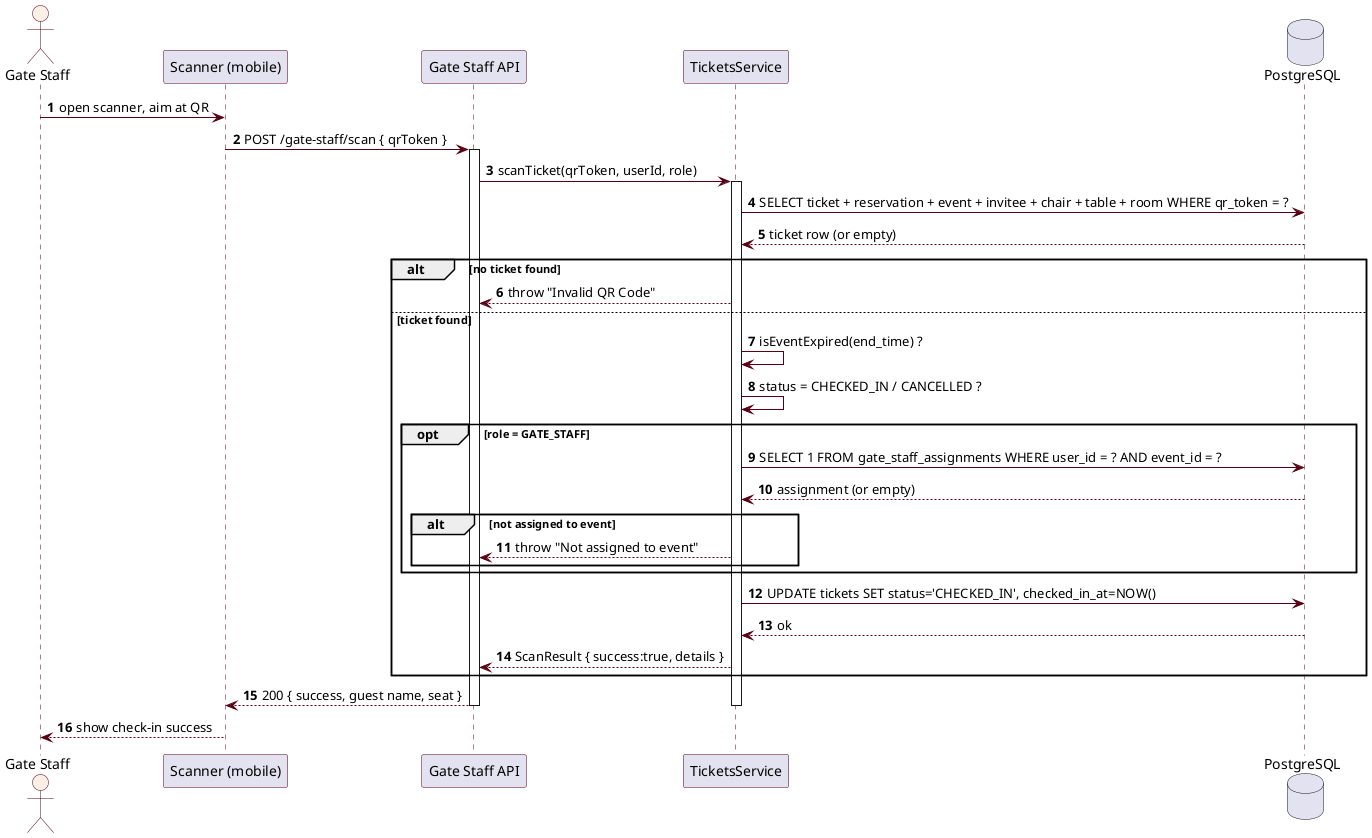 Gate Staff
Scanner (mobile)
Gate Staff API
TicketsService
PostgreSQL
1 open scanner, aim at QR
2 POST /gate-staff/scan { qrToken }
3 scanTicket(qrToken, userId, role)
4 SELECT ticket + reservation + event + invitee + chair + table + room WHERE qr_token = ?
5 ticket row (or empty)
alt [no ticket found]
6 throw "Invalid QR Code"
[ticket found]
7 isEventExpired(end_time) ?
8 status = CHECKED_IN / CANCELLED ?
opt [role = GATE_STAFF]
9 SELECT 1 FROM gate_staff_assignments WHERE user_id = ? AND event_id = ?
10 assignment (or empty)
alt [not assigned to event]
11 throw "Not assigned to event"
12 UPDATE tickets SET status='CHECKED_IN', checked_in_at=NOW()
13 ok
14 ScanResult { success:true, details }
15 200 { success, guest name, seat }
16 show check-in success
Gate Staff
Scanner (mobile)
Gate Staff API
TicketsService
PostgreSQL